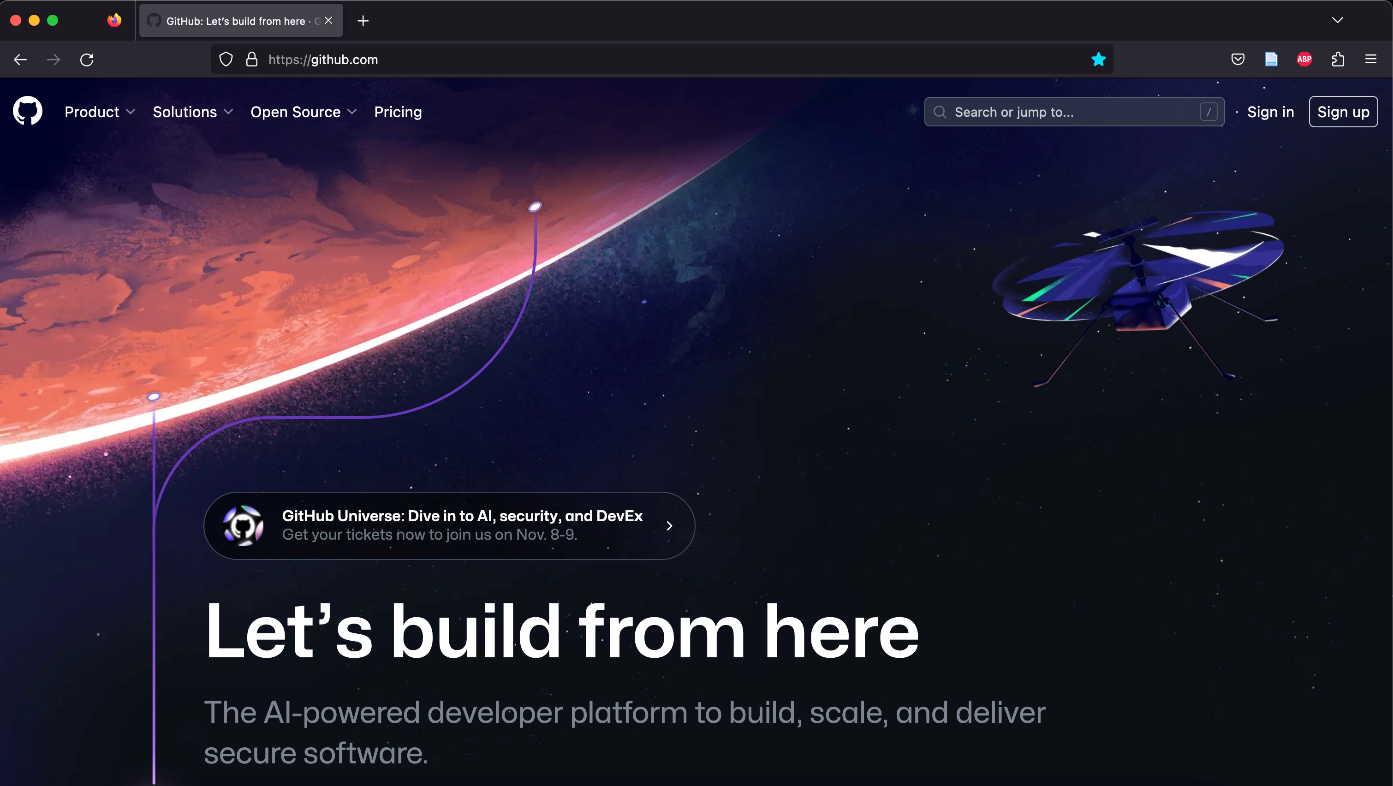 GitHub: Let's build from here · G
https://github.com
ABP
Product
Solutions
Open Source
Pricing
Search or jump to...
/
Sign in
Sign up
GitHub Universe: Dive in to AI, security, and DevEx
Get your tickets now to join us on Nov. 8-9.
Let's build from here
The AI-powered developer platform to build, scale, and deliver
secure software.